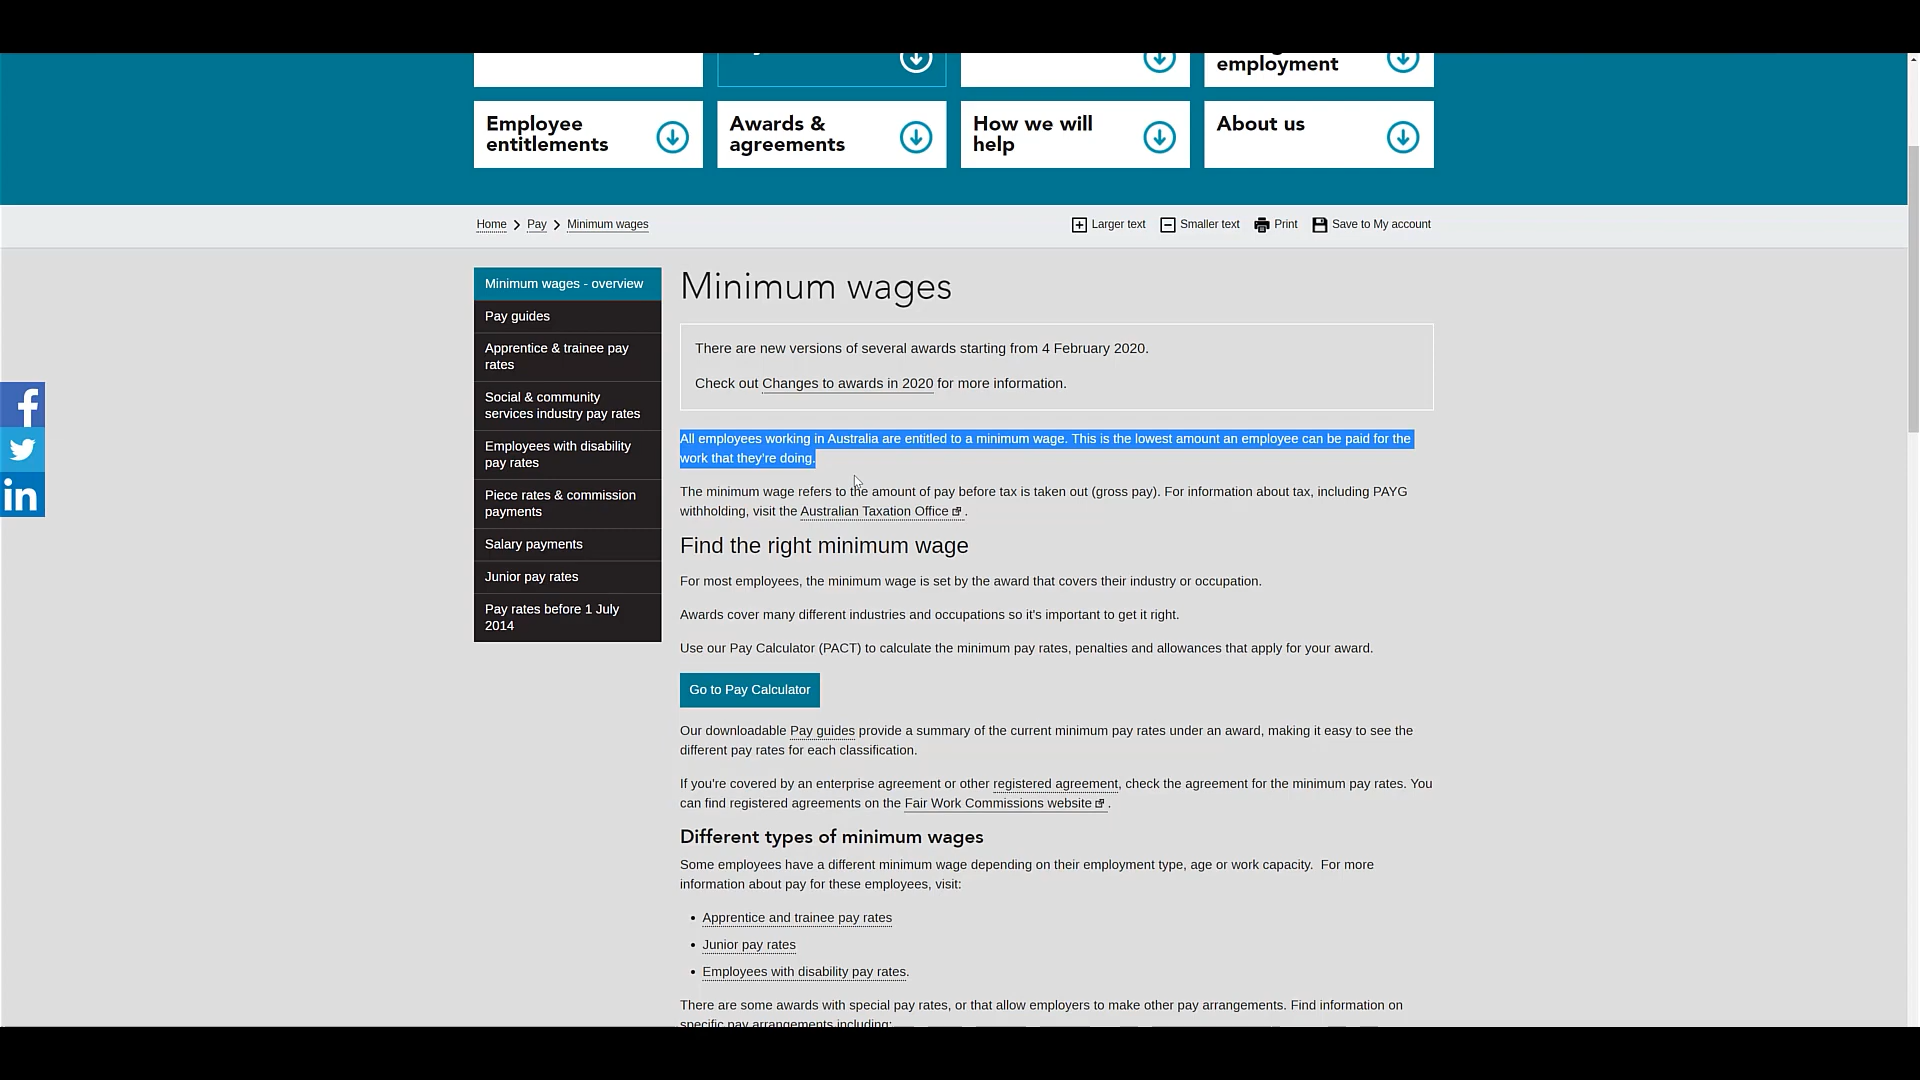 employment
Employee
entitlements
Awards &
agreements
How we will
help
About us
Home
Pay
Minimum wages
Larger text
Smaller text
Print
Save to My account
Minimum wages - overview
Pay guides
Apprentice & trainee pay
rates
Social & community
services industry pay rates
Employees with disability
pay rates
Piece rates & commission
payments
Salary payments
Junior pay rates
Pay rates before 1 July
2014
Minimum wages
There are new versions of several awards starting from 4 February 2020.
Check out Changes to awards in 2020 for more information.
All employees working in Australia are entitled to a minimum wage. This is the lowest amount an employee can be paid for the
work that they're doing.
The minimum wage refers to the amount of pay before tax is taken out (gross pay). For information about tax, including PAYG
withholding, visit the Australian Taxation Office .
Find the right minimum wage
For most employees, the minimum wage is set by the award that covers their industry or occupation.
Awards cover many different industries and occupations so it's important to get it right.
Use our Pay Calculator (PACT) to calculate the minimum pay rates, penalties and allowances that apply for your award.
Go to Pay Calculator
Our downloadable Pay guides provide a summary of the current minimum pay rates under an award, making it easy to see the
different pay rates for each classification.
If you're covered by an enterprise agreement or other registered agreement, check the agreement for the minimum pay rates. You
can find registered agreements on the Fair Work Commissions website .
Different types of minimum wages
Some employees have a different minimum wage depending on their employment type, age or work capacity. For more
information about pay for these employees, visit:
• Apprentice and trainee pay rates
• Junior pay rates
• Employees with disability pay rates.
There are some awards with special pay rates, or that allow employers to make other pay arrangements. Find information on
specific pay arrangements including: